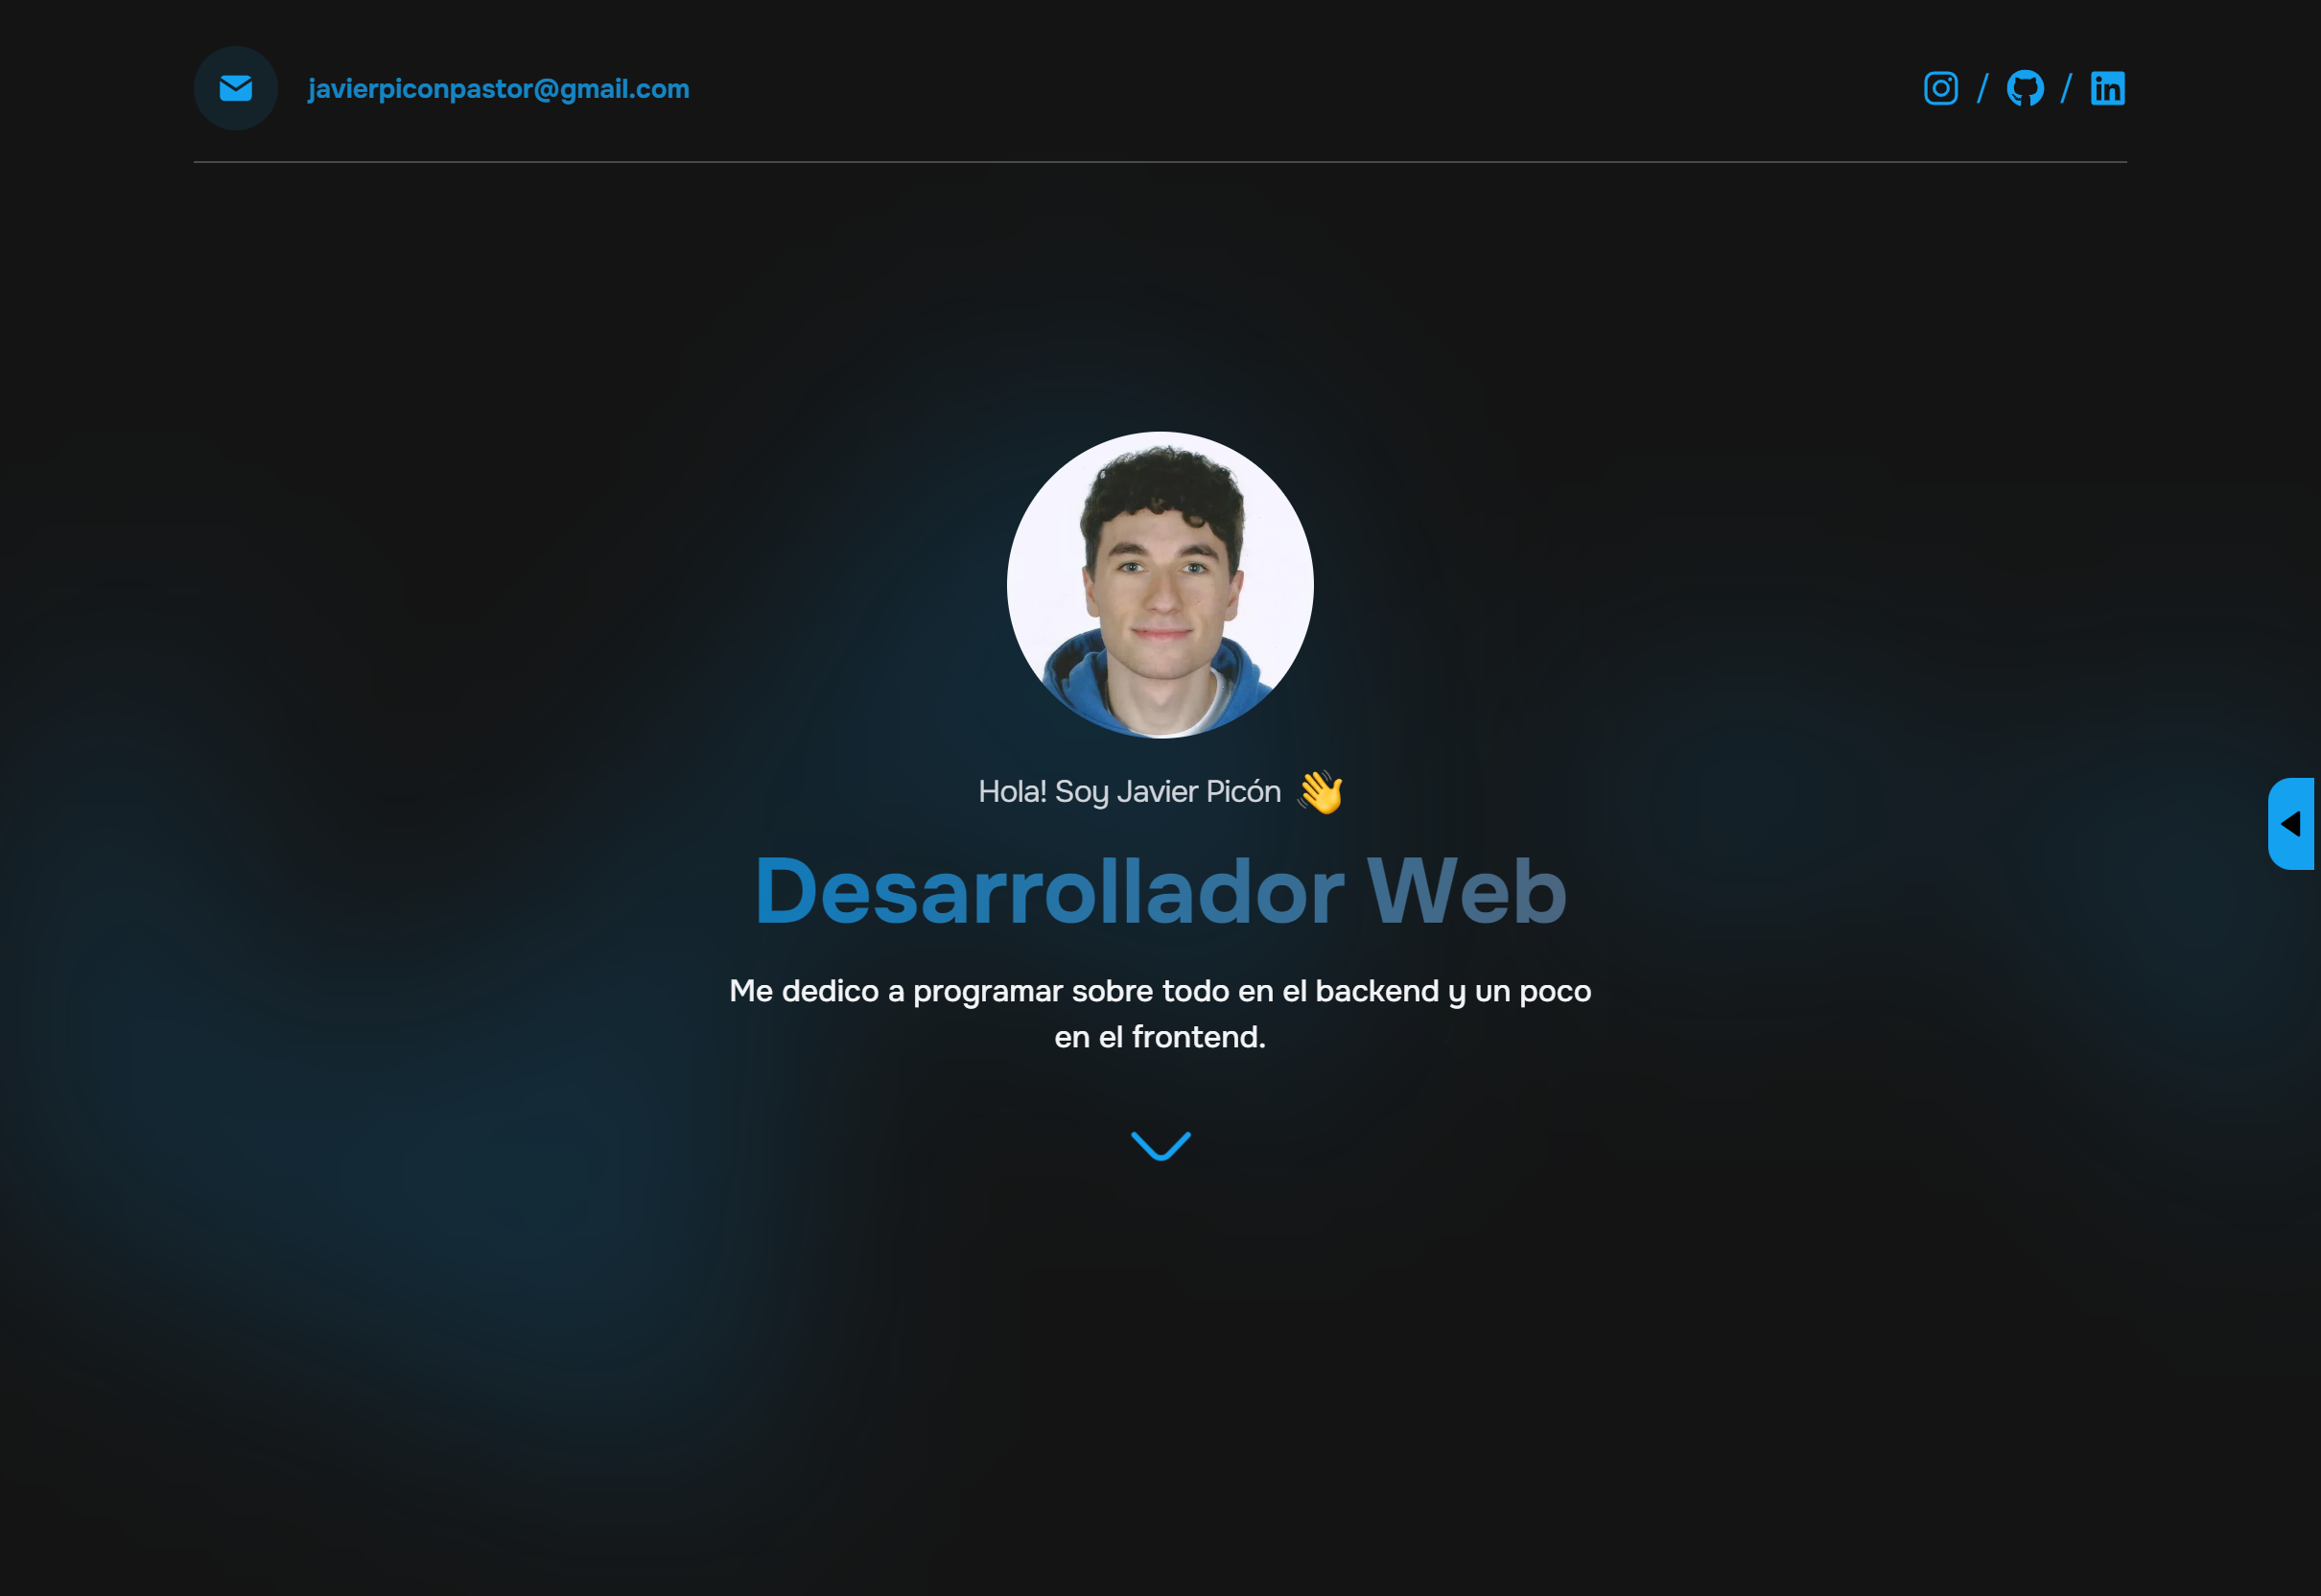 javierpiconpastor@gmail.com
/ /
Hola! Soy Javier Picón 👋
Desarrollador Web
Me dedico a programar sobre todo en el backend y un poco
en el frontend.